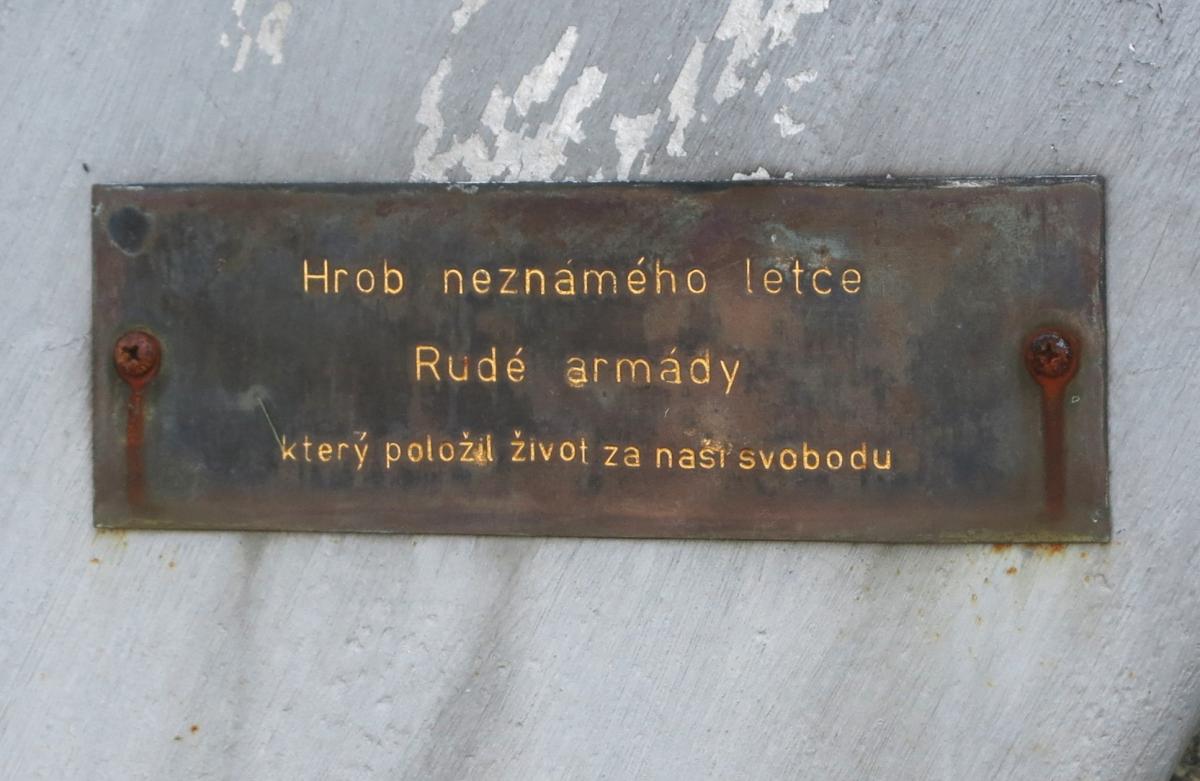 Hrob neznámého letce
Rudé armády
který položil život za naši svobodu